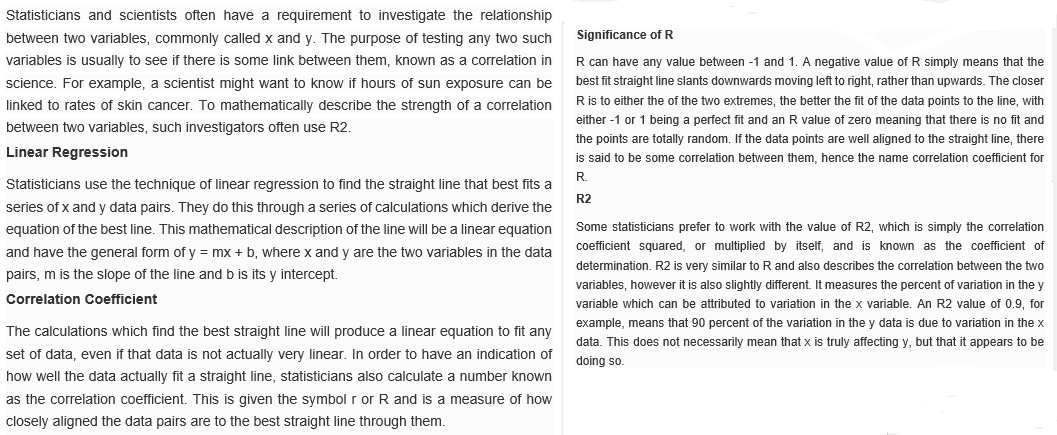 Statisticians and scientists often have a requirement to investigate the relationship
between two variables, commonly called x and y. The purpose of testing any two such
variables is usually to see if there is some link between them, known as a correlation in
science. For example, a scientist might want to know if hours of sun exposure can be
linked to rates of skin cancer. To mathematically describe the strength of a correlation
between two variables, such investigators often use R2.
Linear Regression
Statisticians use the technique of linear regression to find the straight line that best fits a
series of x and y data pairs. They do this through a series of calculations which derive the
equation of the best line. This mathematical description of the line will be a linear equation
and have the general form of y = mx + b, where x and y are the two variables in the data
pairs, m is the slope of the line and b is its y intercept.
Correlation Coefficient
The calculations which find the best straight line will produce a linear equation to fit any
set of data, even if that data is not actually very linear. In order to have an indication of
how well the data actually fit a straight line, statisticians also calculate a number known
as the correlation coefficient. This is given the symbol r or R and is a measure of how
closely aligned the data pairs are to the best straight line through them.
Significance of R
R can have any value between -1 and 1. A negative value of R simply means that the
best fit straight line slants downwards moving left to right, rather than upwards. The closer
R is to either the of the two extremes, the better the fit of the data points to the line, with
either -1 or 1 being a perfect fit and an R value of zero meaning that there is no fit and
the points are totally random. If the data points are well aligned to the straight line, there
is said to be some correlation between them, hence the name correlation coefficient for
R.
R2
Some statisticians prefer to work with the value of R2, which is simply the correlation
coefficient squared, or multiplied by itself, and is known as the coefficient of
determination. R2 is very similar to R and also describes the correlation between the two
variables, however it is also slightly different. It measures the percent of variation in the y
variable which can be attributed to variation in the x variable. An R2 value of 0.9, for
example, means that 90 percent of the variation in the y data is due to variation in the x
data. This does not necessarily mean that x is truly affecting y, but that it appears to be
doing so.